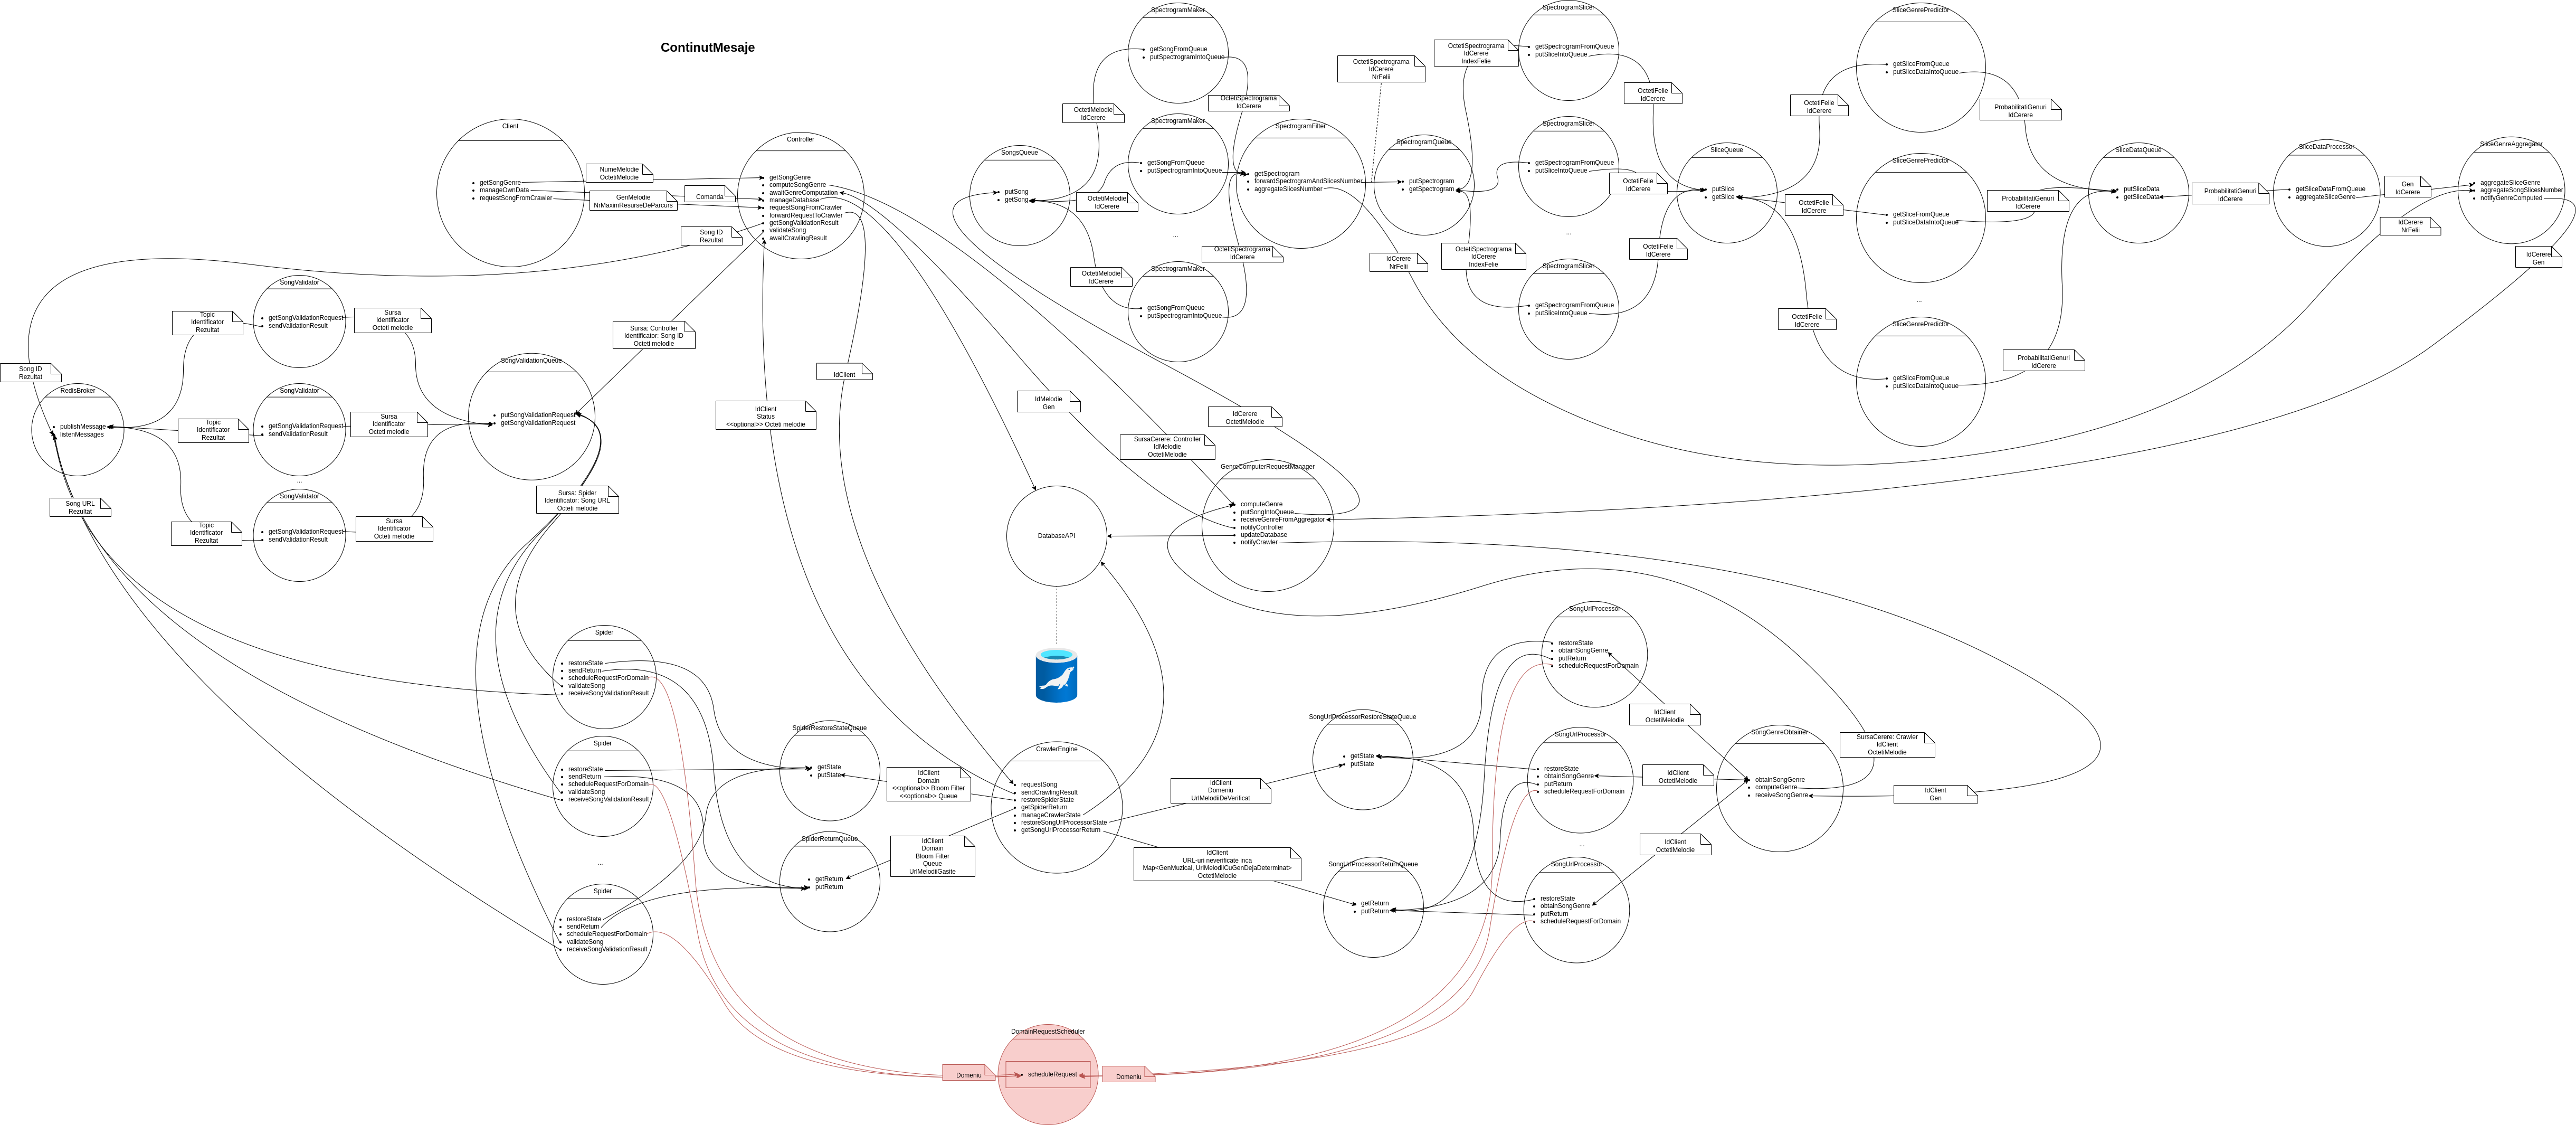 ContinutMesaje
Client
getSongGenre
manageOwnData
requestSongFromCrawler
NumeMelodie
OctetiMelodie
GenMelodie
NrMaximResurseDeParcurs
Comanda
Controller
getSongGenre
computeSongGenre
awaitGenreComputation
manageDatabase
requestSongFromCrawler
forwardRequestToCrawler
getSongValidationResult
validateSong
awaitCrawlingResult
Song ID
Rezultat
SongsQueue
putSong
getSong
OctetiMelodie
IdCerere
OctetiMelodie
IdCerere
OctetiMelodie
IdCerere
SpectrogramMaker
getSongFromQueue
putSpectrogramIntoQueue
SpectrogramMaker
getSongFromQueue
putSpectrogramIntoQueue
...
SpectrogramMaker
getSongFromQueue
putSpectrogramIntoQueue
OctetiSpectrograma
IdCerere
OctetiSpectrograma
IdCerere
SpectrogramFilter
getSpectrogram
forwardSpectrogramAndSlicesNumber
aggregateSlicesNumber
OctetiSpectrograma
IdCerere
NrFelii
IdCerere
NrFelii
SpectrogramQueue
putSpectrogram
getSpectrogram
OctetiSpectrograma
IdCerere
IndexFelie
OctetiSpectrograma
IdCerere
IndexFelie
SpectrogramSlicer
getSpectrogramFromQueue
putSliceIntoQueue
SpectrogramSlicer
getSpectrogramFromQueue
putSliceIntoQueue
...
SpectrogramSlicer
getSpectrogramFromQueue
putSliceIntoQueue
OctetiFelie
IdCerere
OctetiFelie
IdCerere
OctetiFelie
IdCerere
SliceQueue
putSlice
getSlice
OctetiFelie
IdCerere
OctetiFelie
IdCerere
OctetiFelie
IdCerere
SliceGenrePredictor
getSliceFromQueue
putSliceDataIntoQueue
SliceGenrePredictor
getSliceFromQueue
putSliceDataIntoQueue
...
SliceGenrePredictor
getSliceFromQueue
putSliceDataIntoQueue
ProbabilitatiGenuri
IdCerere
ProbabilitatiGenuri
IdCerere
ProbabilitatiGenuri
IdCerere
SliceDataQueue
putSliceData
getSliceData
ProbabilitatiGenuri
IdCerere
SliceDataProcessor
getSliceDataFromQueue
aggregateSliceGenre
Gen
IdCerere
IdCerere
NrFelii
SliceGenreAggregator
aggregateSliceGenre
aggregateSongSlicesNumber
notifyGenreComputed
IdCerere
Gen
SongValidator
getSongValidationRequest
sendValidationResult
SongValidator
getSongValidationRequest
sendValidationResult
...
SongValidator
getSongValidationRequest
sendValidationResult
Topic
Identificator
Rezultat
Topic
Identificator
Rezultat
Topic
Identificator
Rezultat
Sursa
Identificator
Octeti melodie
Sursa
Identificator
Octeti melodie
Sursa
Identificator
Octeti melodie
Song ID
Rezultat
RedisBroker
publishMessage
listenMessages
Song URL
Rezultat
SongValidationQueue
putSongValidationRequest
getSongValidationRequest
Sursa: Controller
Identificator: Song ID
Octeti melodie
Sursa: Spider
Identificator: Song URL
Octeti melodie
IdClient
IdClient
Status
<<optional>> Octeti melodie
IdMelodie
Gen
SursaCerere: Controller
IdMelodie
OctetiMelodie
IdCerere
OctetiMelodie
GenreComputerRequestManager
computeGenre
putSongIntoQueue
receiveGenreFromAggregator
notifyController
updateDatabase
notifyCrawler
DatabaseAPI
Spider
restoreState
sendReturn
scheduleRequestForDomain
validateSong
receiveSongValidationResult
Spider
restoreState
sendReturn
scheduleRequestForDomain
validateSong
receiveSongValidationResult
...
Spider
restoreState
sendReturn
scheduleRequestForDomain
validateSong
receiveSongValidationResult
SpiderRestoreStateQueue
getState
putState
SpiderReturnQueue
getReturn
putReturn
IdClient
Domain
<<optional>> Bloom Filter
<<optional>> Queue
IdClient
Domain
Bloom Filter
Queue
UrlMelodiiGasite
CrawlerEngine
requestSong
sendCrawlingResult
restoreSpiderState
getSpiderReturn
manageCrawlerState
restoreSongUrlProcessorState
getSongUrlProcessorReturn
IdClient
Domeniu
UrlMelodiiDeVerificat
IdClient
URL-uri neverificate inca
Map<GenMuzical, UrlMelodiiCuGenDejaDeterminat>
OctetiMelodie
SongUrlProcessorRestoreStateQueue
getState
putState
SongUrlProcessorReturnQueue
getReturn
putReturn
SongUrlProcessor
restoreState
obtainSongGenre
putReturn
scheduleRequestForDomain
SongUrlProcessor
restoreState
obtainSongGenre
putReturn
scheduleRequestForDomain
...
SongUrlProcessor
restoreState
obtainSongGenre
putReturn
scheduleRequestForDomain
IdClient
OctetiMelodie
IdClient
OctetiMelodie
IdClient
OctetiMelodie
SongGenreObtainer
obtainSongGenre
computeGenre
receiveSongGenre
SursaCerere: Crawler
IdClient
OctetiMelodie
IdClient
Gen
DomainRequestScheduler
scheduleRequest
Domeniu
Domeniu